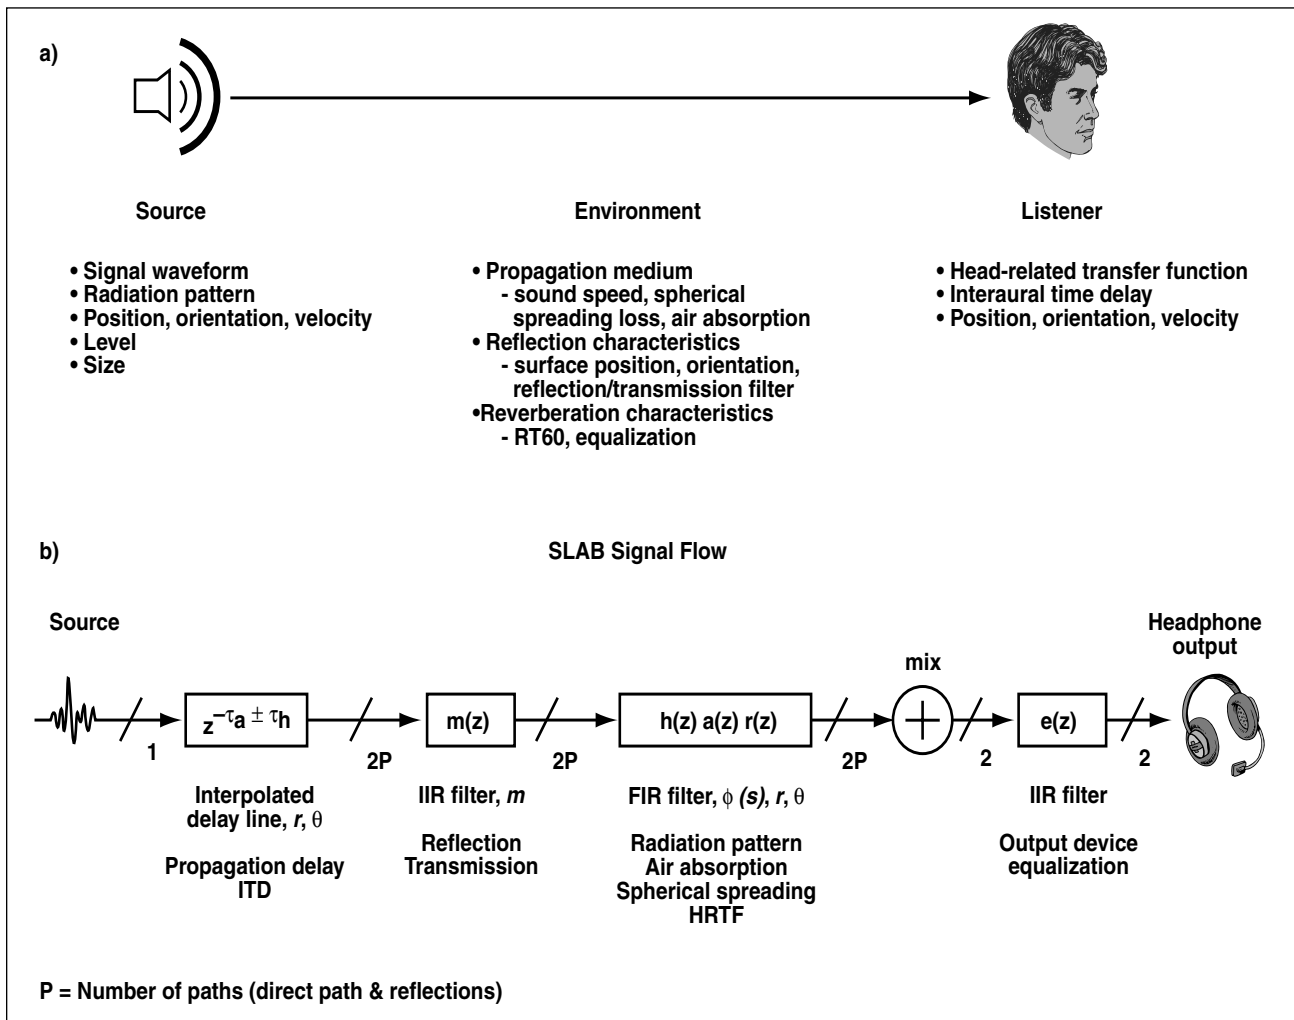 a)
Source
• Signal waveform
• Radiation pattern
• Position, orientation, velocity
• Level
• Size
Environment
• Propagation medium
- sound speed, spherical
spreading loss, air absorption
• Reflection characteristics
- surface position, orientation,
reflection/transmission filter
•Reverberation characteristics
- RT60, equalization
Listener
• Head-related transfer function
• Interaural time delay
• Position, orientation, velocity
b)
SLAB Signal Flow
Source
1
z^−τa ± τh
2P
m(z)
2P
h(z) a(z) r(z)
2P
mix
+
2
e(z)
2
Headphone
output
Interpolated
delay line, r, θ
Propagation delay
ITD
IIR filter, m
Reflection
Transmission
FIR filter, ϕ (s), r, θ
Radiation pattern
Air absorption
Spherical spreading
HRTF
IIR filter
Output device
equalization
P = Number of paths (direct path & reflections)